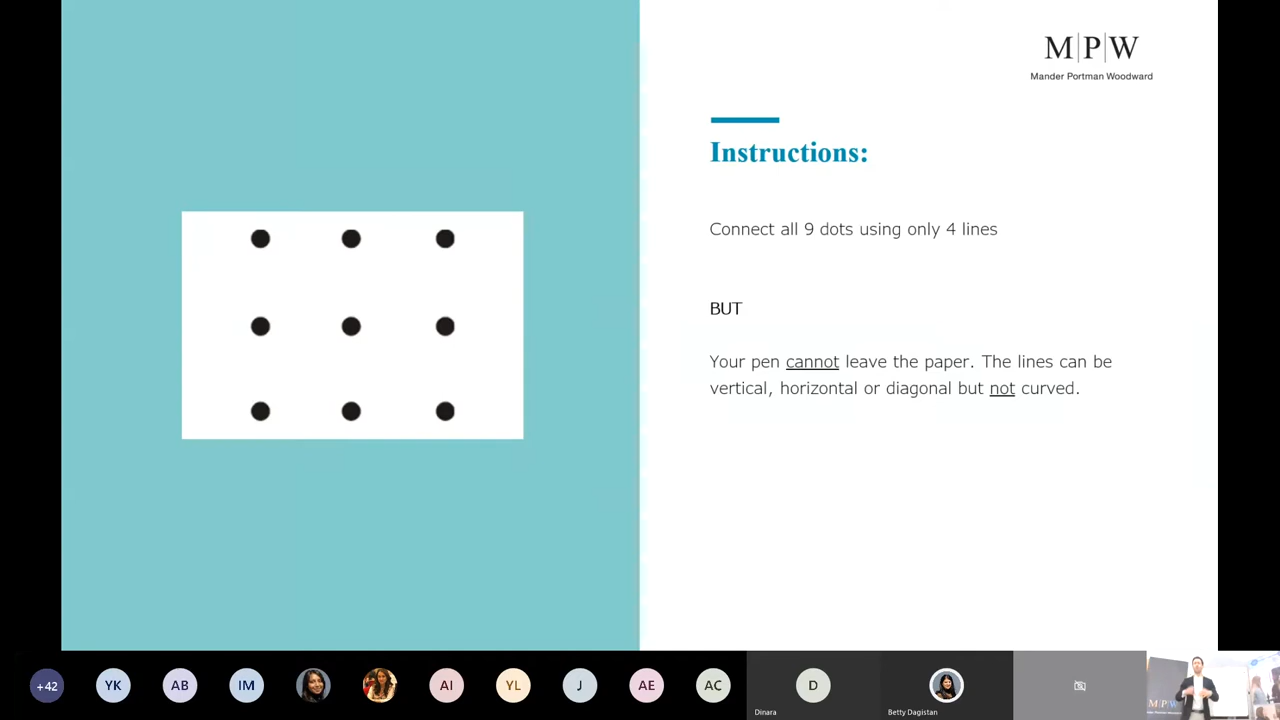 M|P|W
Mander Portman Woodward
Instructions:
Connect all 9 dots using only 4 lines
BUT
Your pen cannot leave the paper. The lines can be
vertical, horizontal or diagonal but not curved.
+42
YK
AB
IM
AI
YL
J
AE
AC
D
Dinara
Betty Dagistan
M|P|W